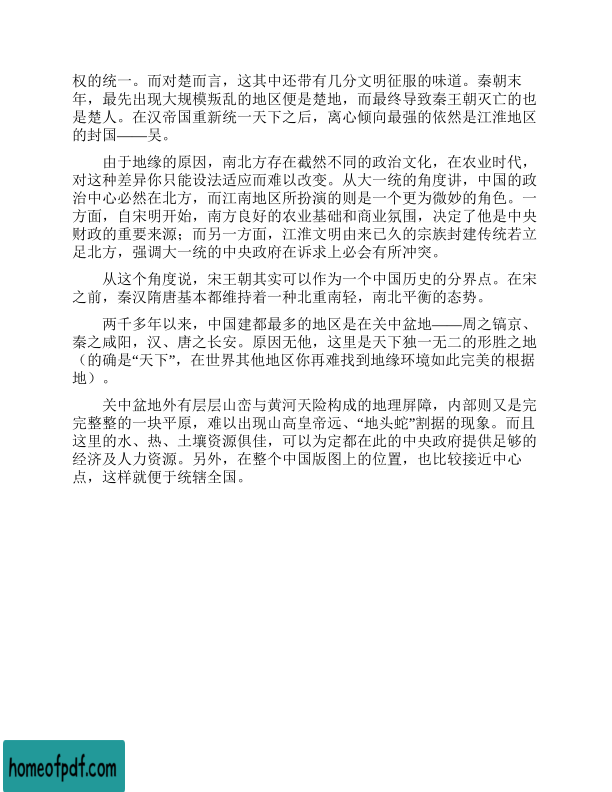 权的统一。而对楚而言，这其中还带有几分文明征服的味道。秦朝末
年，最先出现大规模叛乱的地区便是楚地，而最终导致秦王朝灭亡的也
是楚人。在汉帝国重新统一天下之后，离心倾向最强的依然是江淮地区
的封国——吴。
由于地缘的原因，南北方存在截然不同的政治文化，在农业时代，
对这种差异你只能设法适应而难以改变。从大一统的角度讲，中国的政
治中心必然在北方，而江南地区所扮演的则是一个更为微妙的角色。一
方面，自宋明开始，南方良好的农业基础和商业氛围，决定了他是中央
财政的重要来源；而另一方面，江淮文明由来已久的宗族封建传统若立
足北方，强调大一统的中央政府在诉求上必会有所冲突。
从这个角度说，宋王朝其实可以作为一个中国历史的分界点。在宋
之前，秦汉隋唐基本都维持着一种北重南轻，南北平衡的态势。
两千多年以来，中国建都最多的地区是在关中盆地——周之镐京、
秦之咸阳，汉、唐之长安。原因无他，这里是天下独一无二的形胜之地
（的确是“天下”，在世界其他地区你再难找到地缘环境如此完美的根据
地）。
关中盆地外有层层山峦与黄河天险构成的地理屏障，内部则又是完
完整整的一块平原，难以出现山高皇帝远、“地头蛇”割据的现象。而且
这里的水、热、土壤资源俱佳，可以为定都在此的中央政府提供足够的
经济及人力资源。另外，在整个中国版图上的位置，也比较接近中心
点，这样就便于统辖全国。
homeofpdf.com